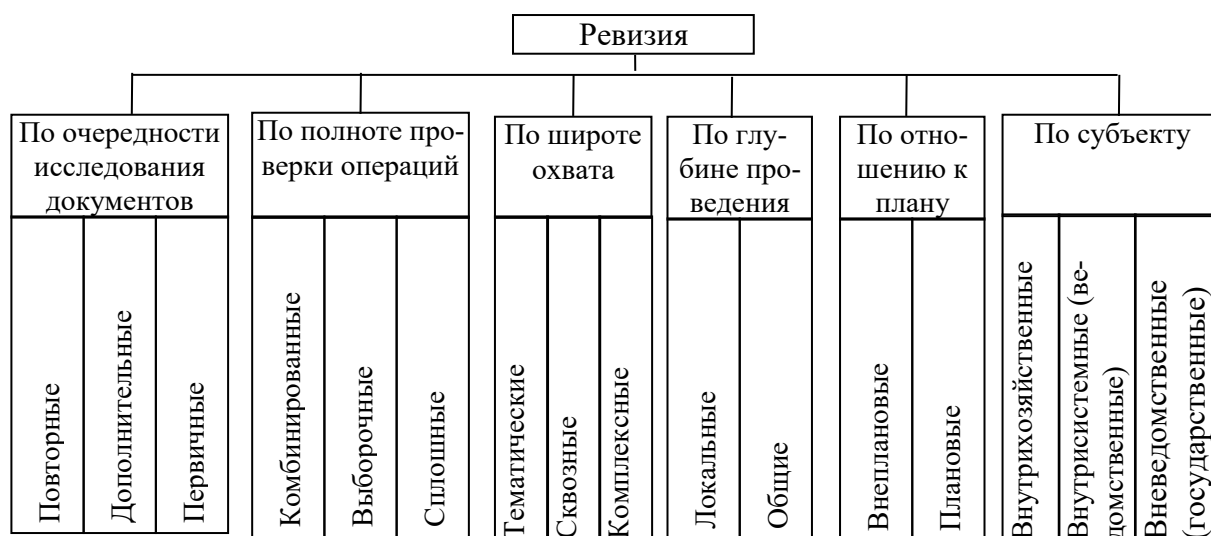 Ревизия
По очередности
исследования
документов
По полноте про-
верки операций
По широте
охвата
По глу-
бине про-
ведения
По отно-
шению к
плану
По субъекту
Повторные
Дополнительные
Первичные
Комбинированные
Выборочные
Сплошные
Тематические
Сквозные
Комплексные
Локальные
Общие
Внеплановые
Плановые
Внутрихозяйственные
Внутрисистемные (ве-
домственные)
Вневедомственные
(государственные)